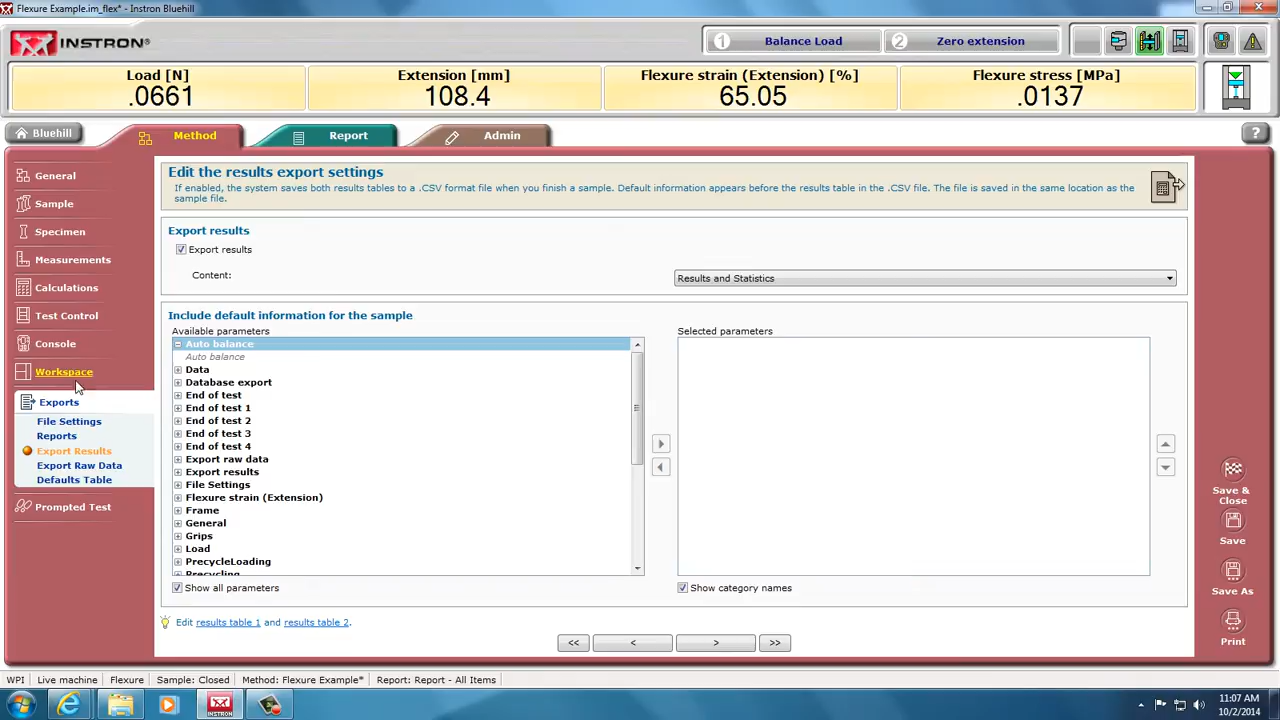 Flexure Example.im_flex* - Instron Bluehill
INSTRON®
1 Balance Load
2 Zero extension
Load [N]
.0661
Extension [mm]
108.4
Flexure strain (Extension) [%]
65.05
Flexure stress [MPa]
.0137
Bluehill
Method
Report
Admin
?
General
Sample
Specimen
Measurements
Calculations
Test Control
Console
Workspace
Exports
File Settings
Reports
Export Results
Export Raw Data
Defaults Table
Prompted Test
Edit the results export settings
If enabled, the system saves both results tables to a .CSV format file when you finish a sample. Default information appears before the results table in the .CSV file. The file is saved in the same location as the
sample file.
Export results
Export results
Content:
Results and Statistics
Include default information for the sample
Available parameters
Auto balance
Auto balance
Data
Database export
End of test
End of test 1
End of test 2
End of test 3
End of test 4
Export raw data
Export results
File Settings
Flexure strain (Extension)
Frame
General
Grips
Load
PrecycleLoading
Precycling
Show all parameters
Selected parameters
Show category names
Edit results table 1 and results table 2.
<<
<
>
>>
Save &
Close
Save
Save As
Print
WPI
Live machine
Flexure
Sample: Closed
Method: Flexure Example*
Report: Report - All Items
INSTRON
11:07 AM
10/2/2014